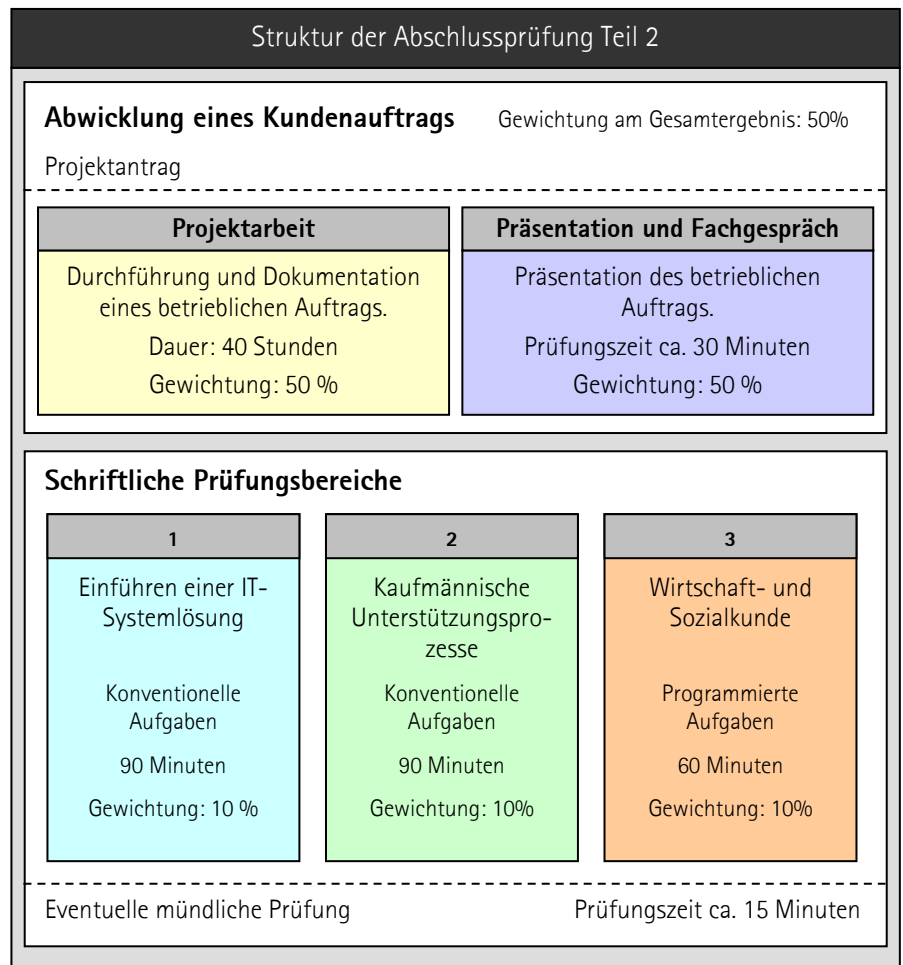 Struktur der Abschlussprüfung Teil 2
Abwicklung eines Kundenauftrags Gewichtung am Gesamtergebnis: 50%
Projektantrag
Projektarbeit
Durchführung und Dokumentation
eines betrieblichen Auftrags.
Dauer: 40 Stunden
Gewichtung: 50 %
Präsentation und Fachgespräch
Präsentation des betrieblichen
Auftrags.
Prüfungszeit ca. 30 Minuten
Gewichtung: 50 %
Schriftliche Prüfungsbereiche
1
Einführen einer IT-
Systemlösung
Konventionelle
Aufgaben
90 Minuten
Gewichtung: 10 %
2
Kaufmännische
Unterstützungspro-
zesse
Konventionelle
Aufgaben
90 Minuten
Gewichtung: 10%
3
Wirtschaft- und
Sozialkunde
Programmierte
Aufgaben
60 Minuten
Gewichtung: 10%
Eventuelle mündliche Prüfung Prüfungszeit ca. 15 Minuten